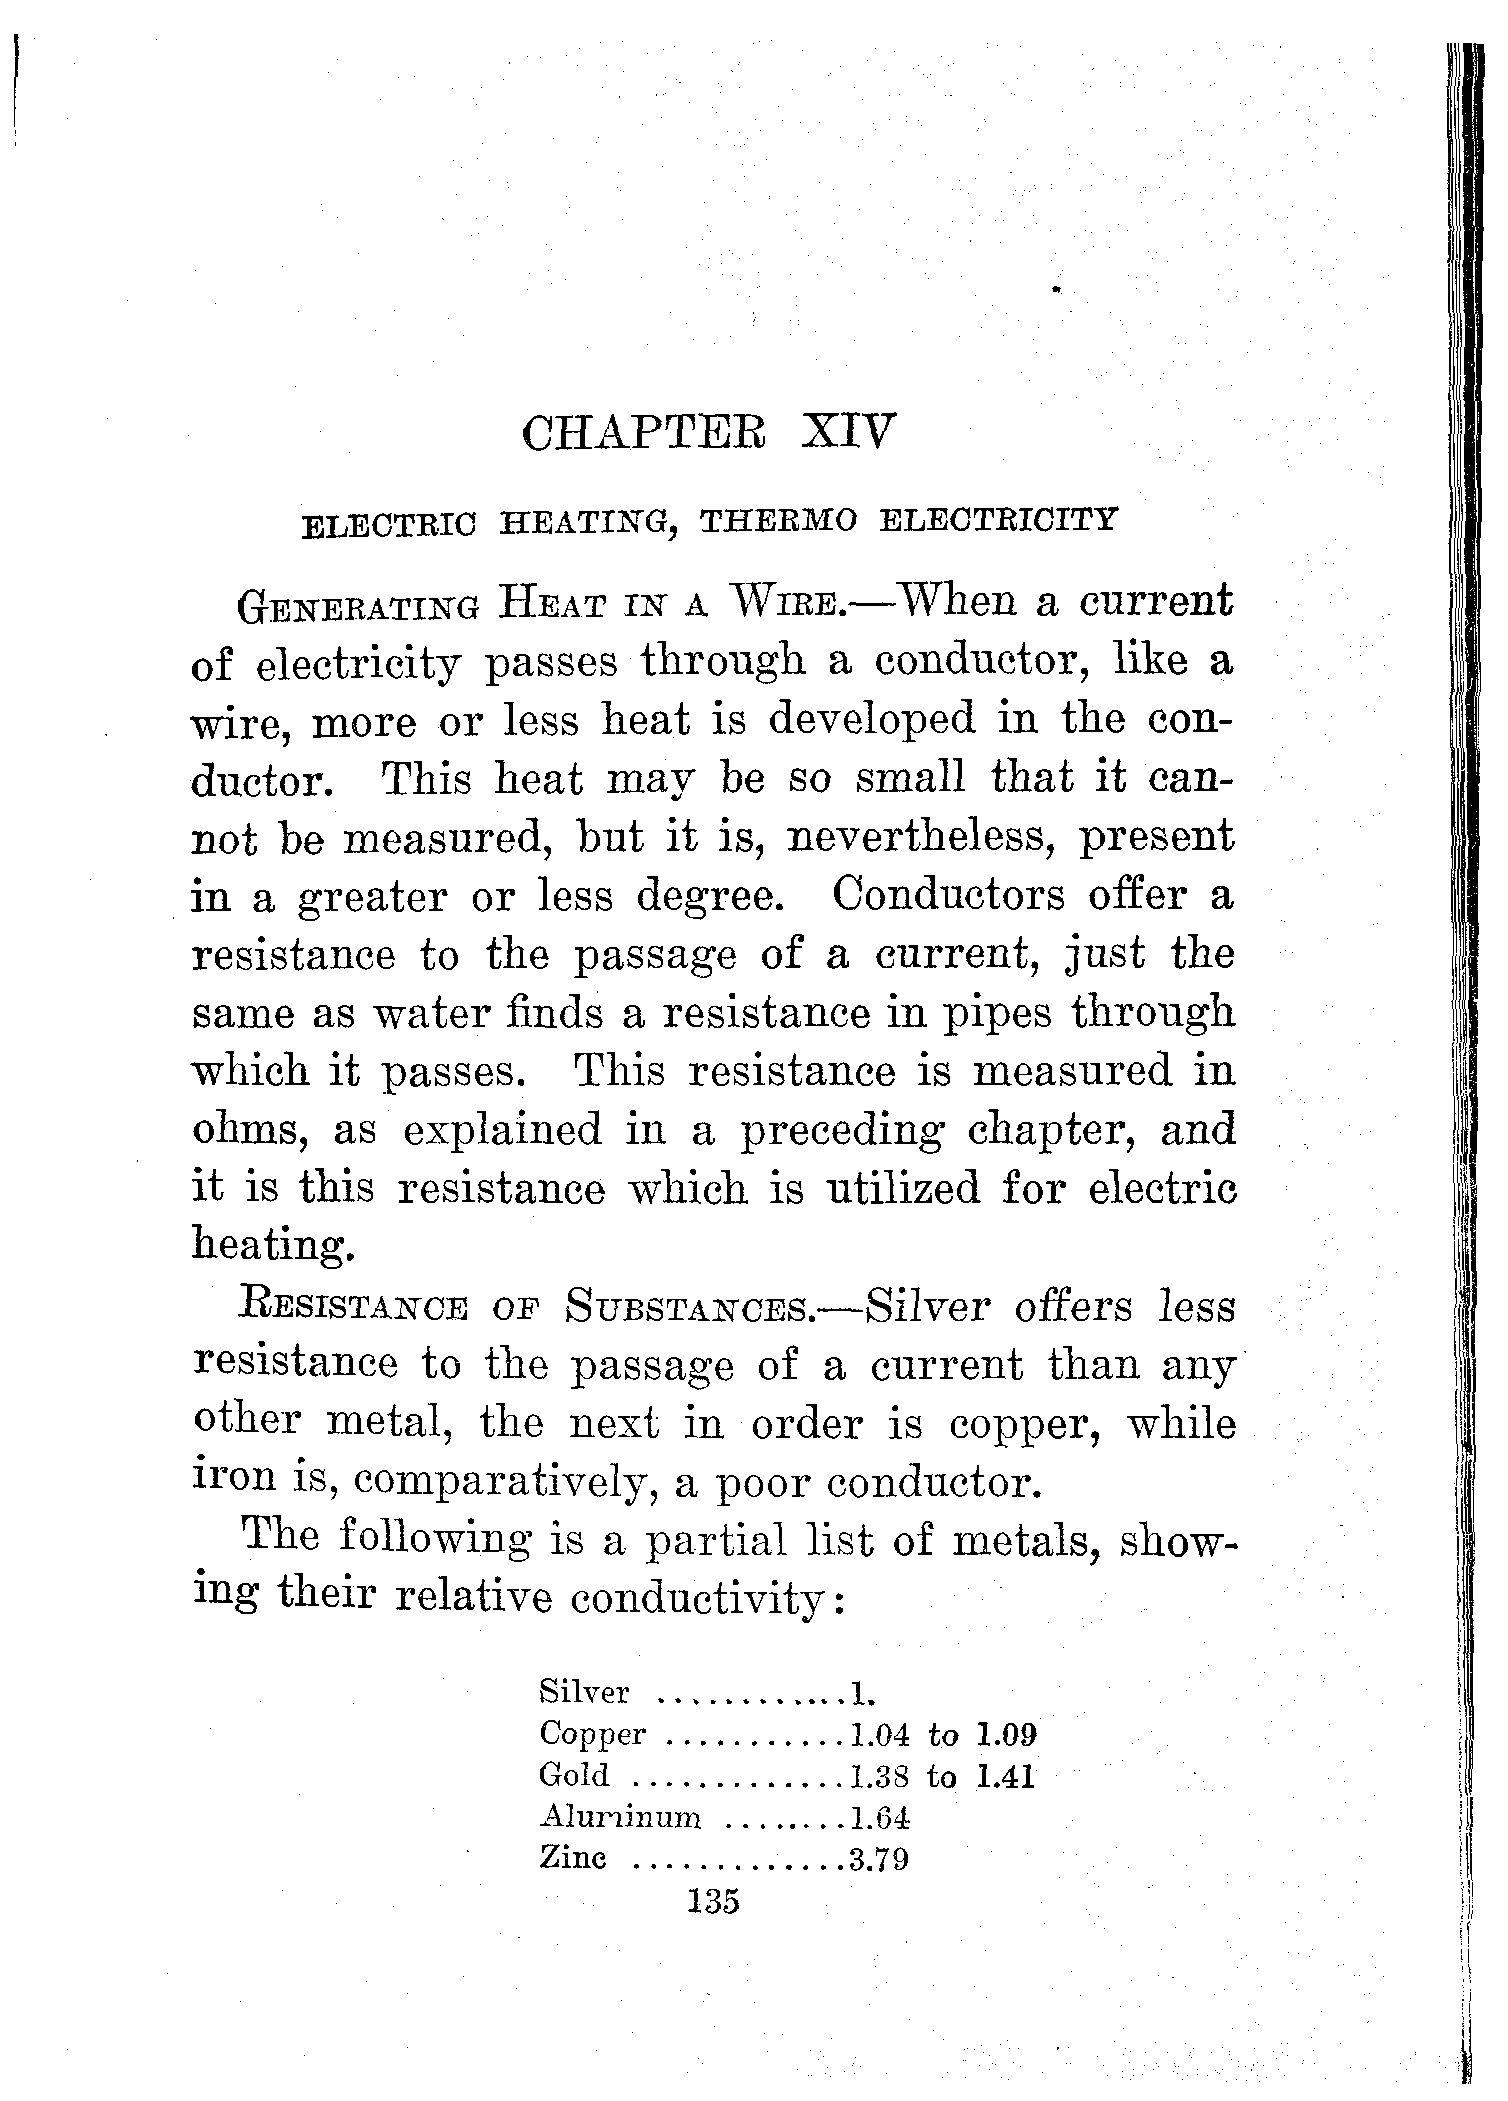 CHAPTER XIV
ELECTRIC HEATING, THERMO ELECTRICITY
GENERATING HEAT IN A WIRE.—When a current
of electricity passes through a conductor, like a
wire, more or less heat is developed in the con-
ductor. This heat may be so small that it can-
not be measured, but it is, nevertheless, present
in a greater or less degree. Conductors offer a
resistance to the passage of a current, just the
same as water finds a resistance in pipes through
which it passes. This resistance is measured in
ohms, as explained in a preceding chapter, and
it is this resistance which is utilized for electric
heating.
RESISTANCE OF SUBSTANCES.—Silver offers less
resistance to the passage of a current than any
other metal, the next in order is copper, while
iron is, comparatively, a poor conductor.
The following is a partial list of metals, show-
ing their relative conductivity:
Silver ............1.
Copper ...........1.04 to 1.09
Gold .............1.38 to 1.41
Aluminum ........1.64
Zinc .............3.79
135